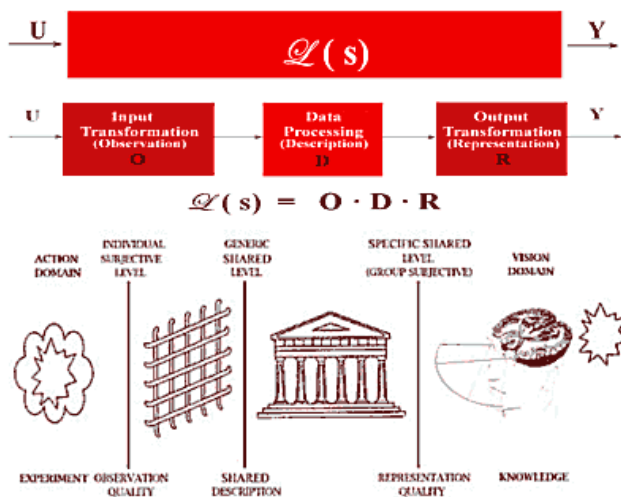 U
ℒ(s)
Y
U
Input
Transformation
(Observation)
O
Data
Processing
(Description)
D
Output
Transformation
(Representation)
R
Y
ℒ(s) = O · D · R
ACTION
DOMAIN
INDIVIDUAL
SUBJECTIVE
LEVEL
GENERIC
SHARED
LEVEL
SPECIFIC SHARED
LEVEL
(GROUP SUBJECTIVE)
VISION
DOMAIN
EXPERIMENT
OBSERVATION
QUALITY
SHARED
DESCRIPTION
REPRESENTATION
QUALITY
KNOWLEDGE